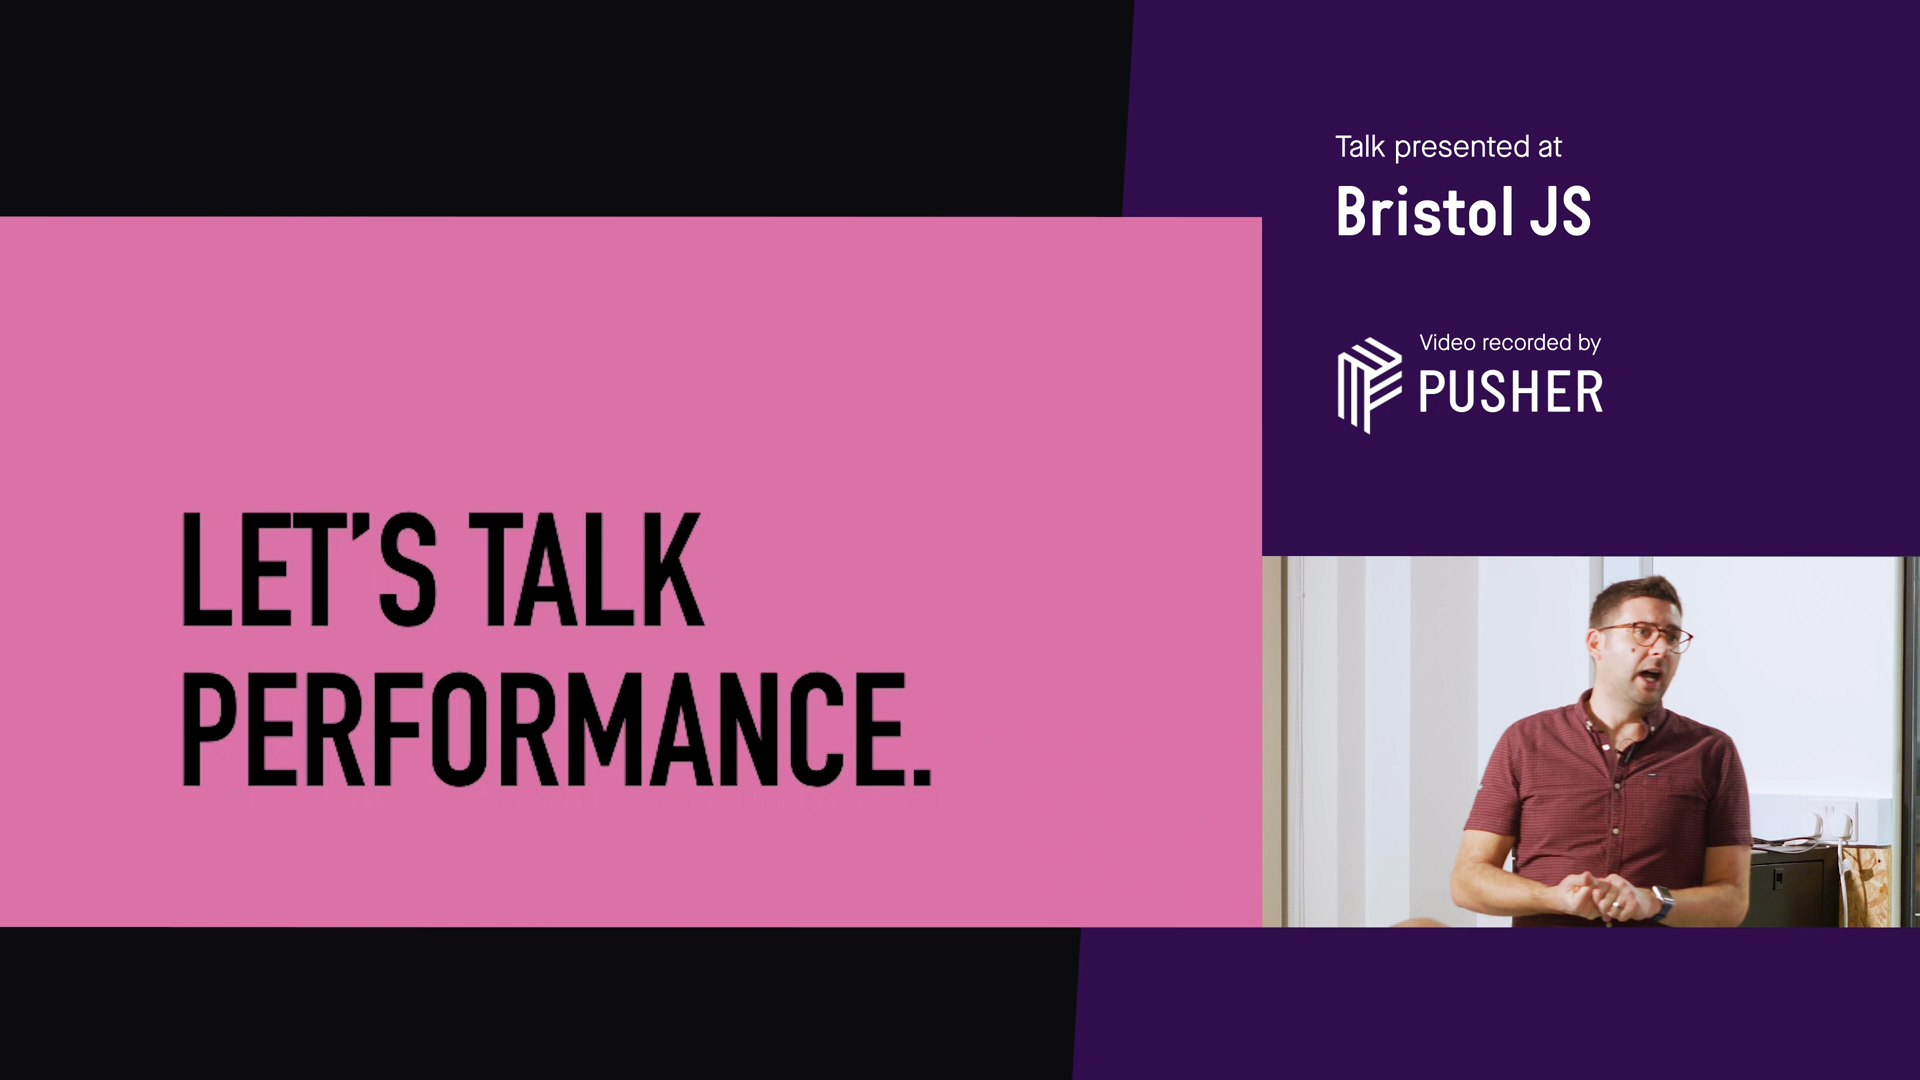 LET'S TALK
PERFORMANCE.
Talk presented at
Bristol JS
Video recorded by
PUSHER